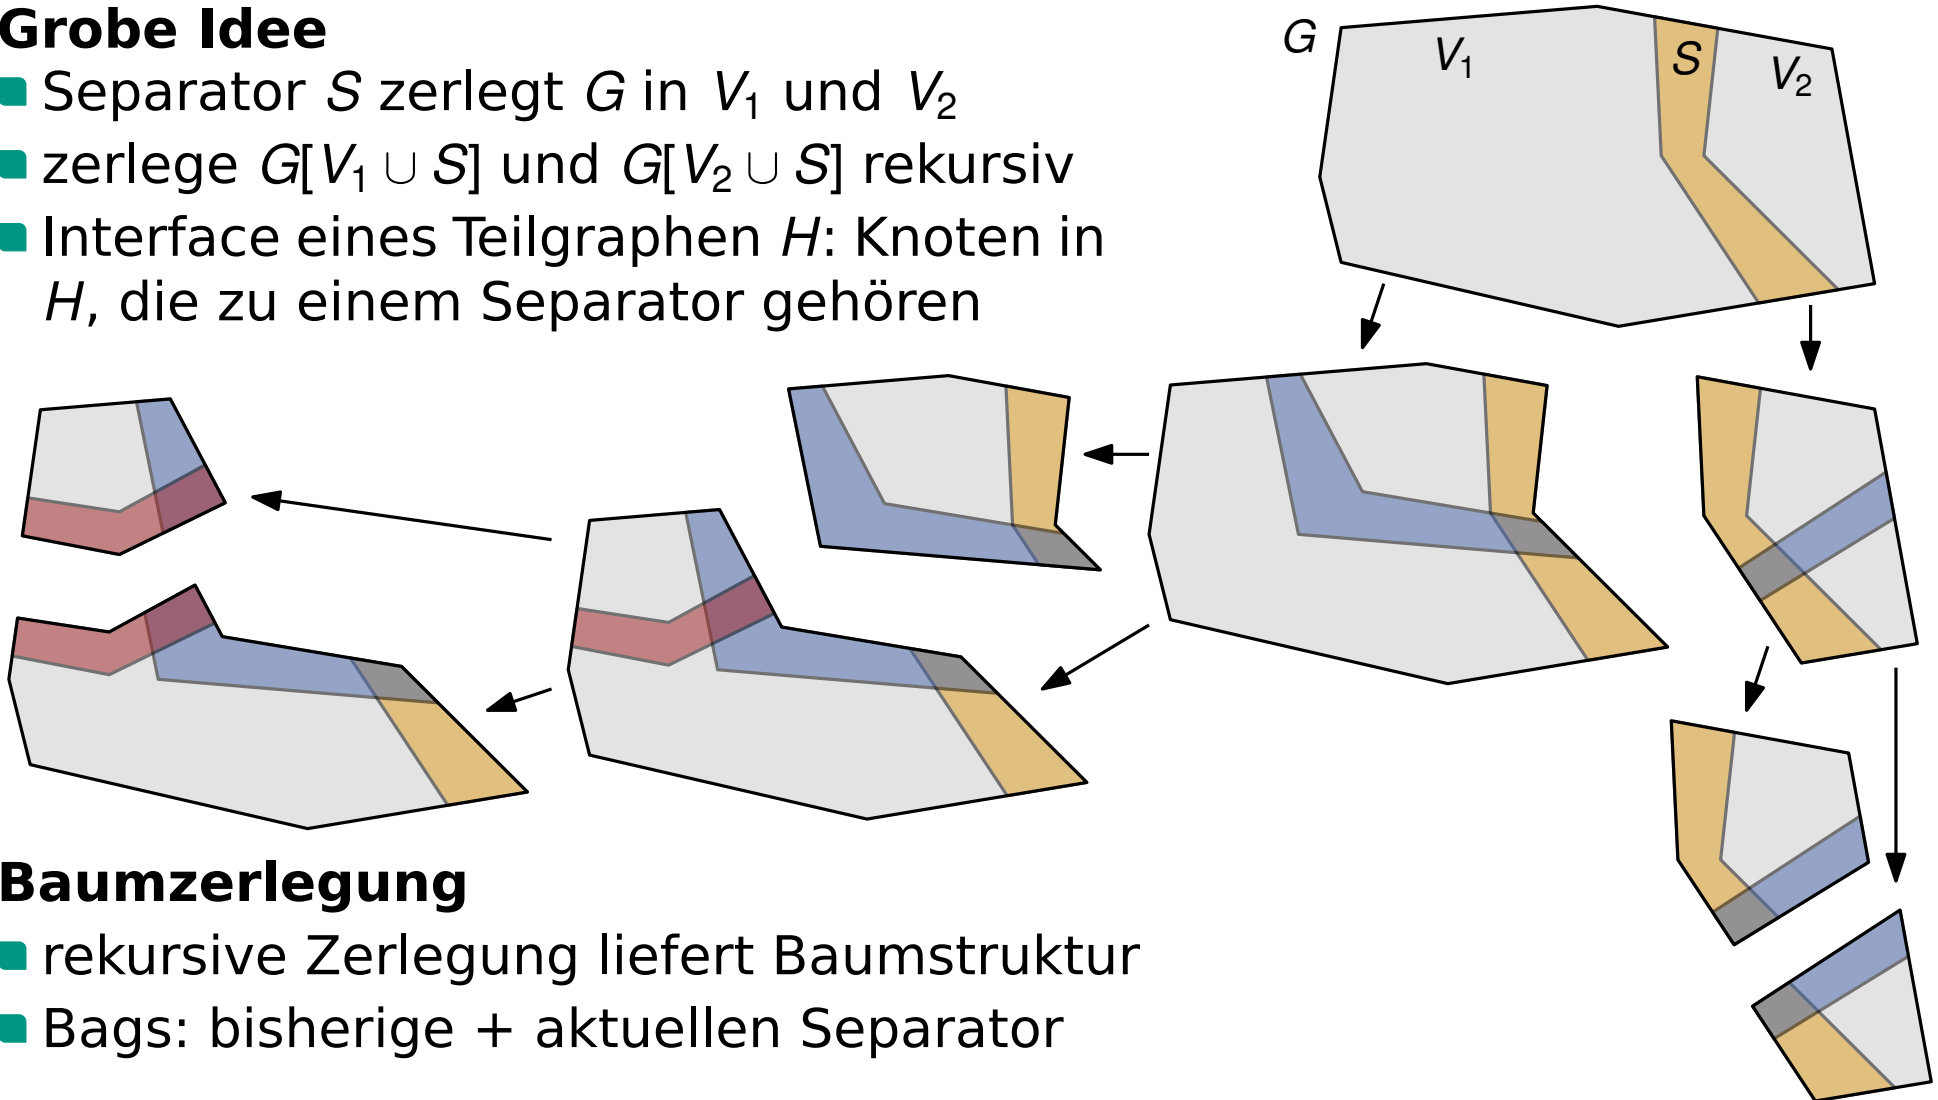 Grobe Idee
Separator S zerlegt G in V₁ und V₂
zerlege G[V₁ ∪ S] und G[V₂ ∪ S] rekursiv
Interface eines Teilgraphen H: Knoten in
H, die zu einem Separator gehören
G
V₁
S
V₂
Baumzerlegung
rekursive Zerlegung liefert Baumstruktur
Bags: bisherige + aktuellen Separator